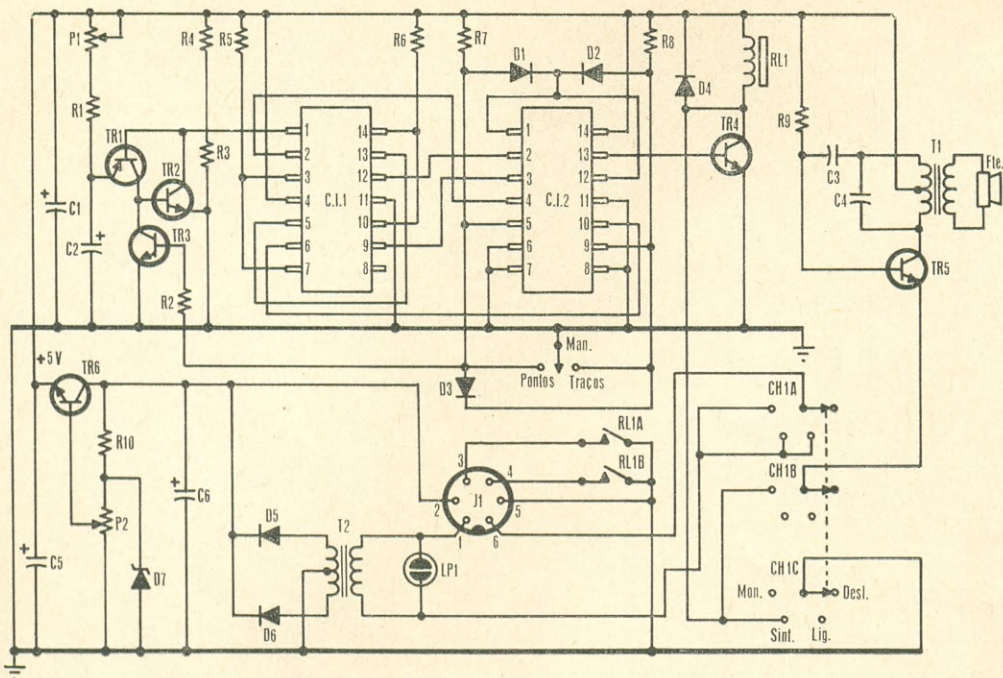 P1
R4
R5
R6
R7
R8
D1
D2
D4
RL1
R1
R9
TR1
TR2
TR3
TR4
TR5
T1
Fte.
C3
C4
R3
C1
C2
R2
C.I.1
1
2
3
4
5
6
7
14
13
12
11
10
9
8
C.I.2
1
2
3
4
5
6
7
14
13
12
11
10
9
8
Man.
Pontos
Traços
+5V
TR6
D3
R10
P2
C5
C6
D7
D5
D6
T2
LP1
J1
1
2
3
4
5
6
RL1A
RL1B
CH1A
CH1B
CH1C
Mon.
Desl.
Sint.
Lig.